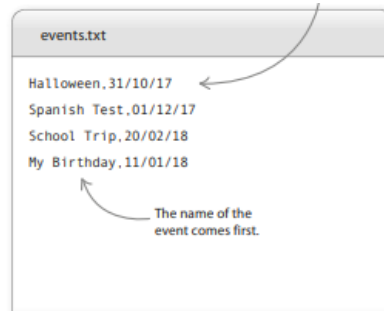 events.txt
Halloween,31/10/17
Spanish Test,01/12/17
School Trip,20/02/18
My Birthday,11/01/18
The name of the
event comes first.